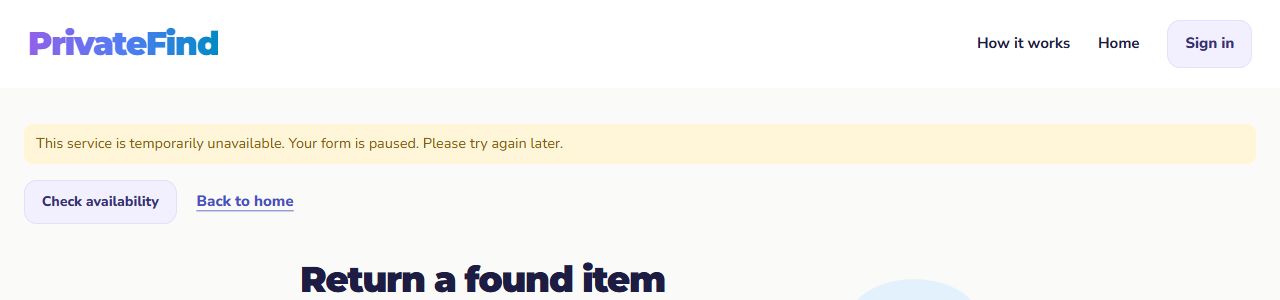 PrivateFind
How it works
Home
Sign in
This service is temporarily unavailable. Your form is paused. Please try again later.
Check availability
Back to home
Return a found item